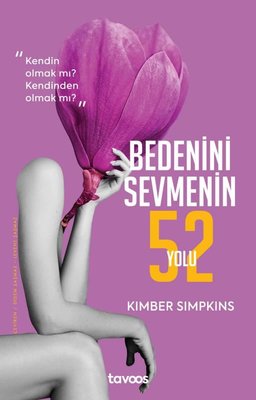 “Kendin
olmak mı?
Kendinden
olmak mı?”
BEDENİNİ
SEVMENİN
52
YOLU
KIMBER SIMPKINS
tavoos